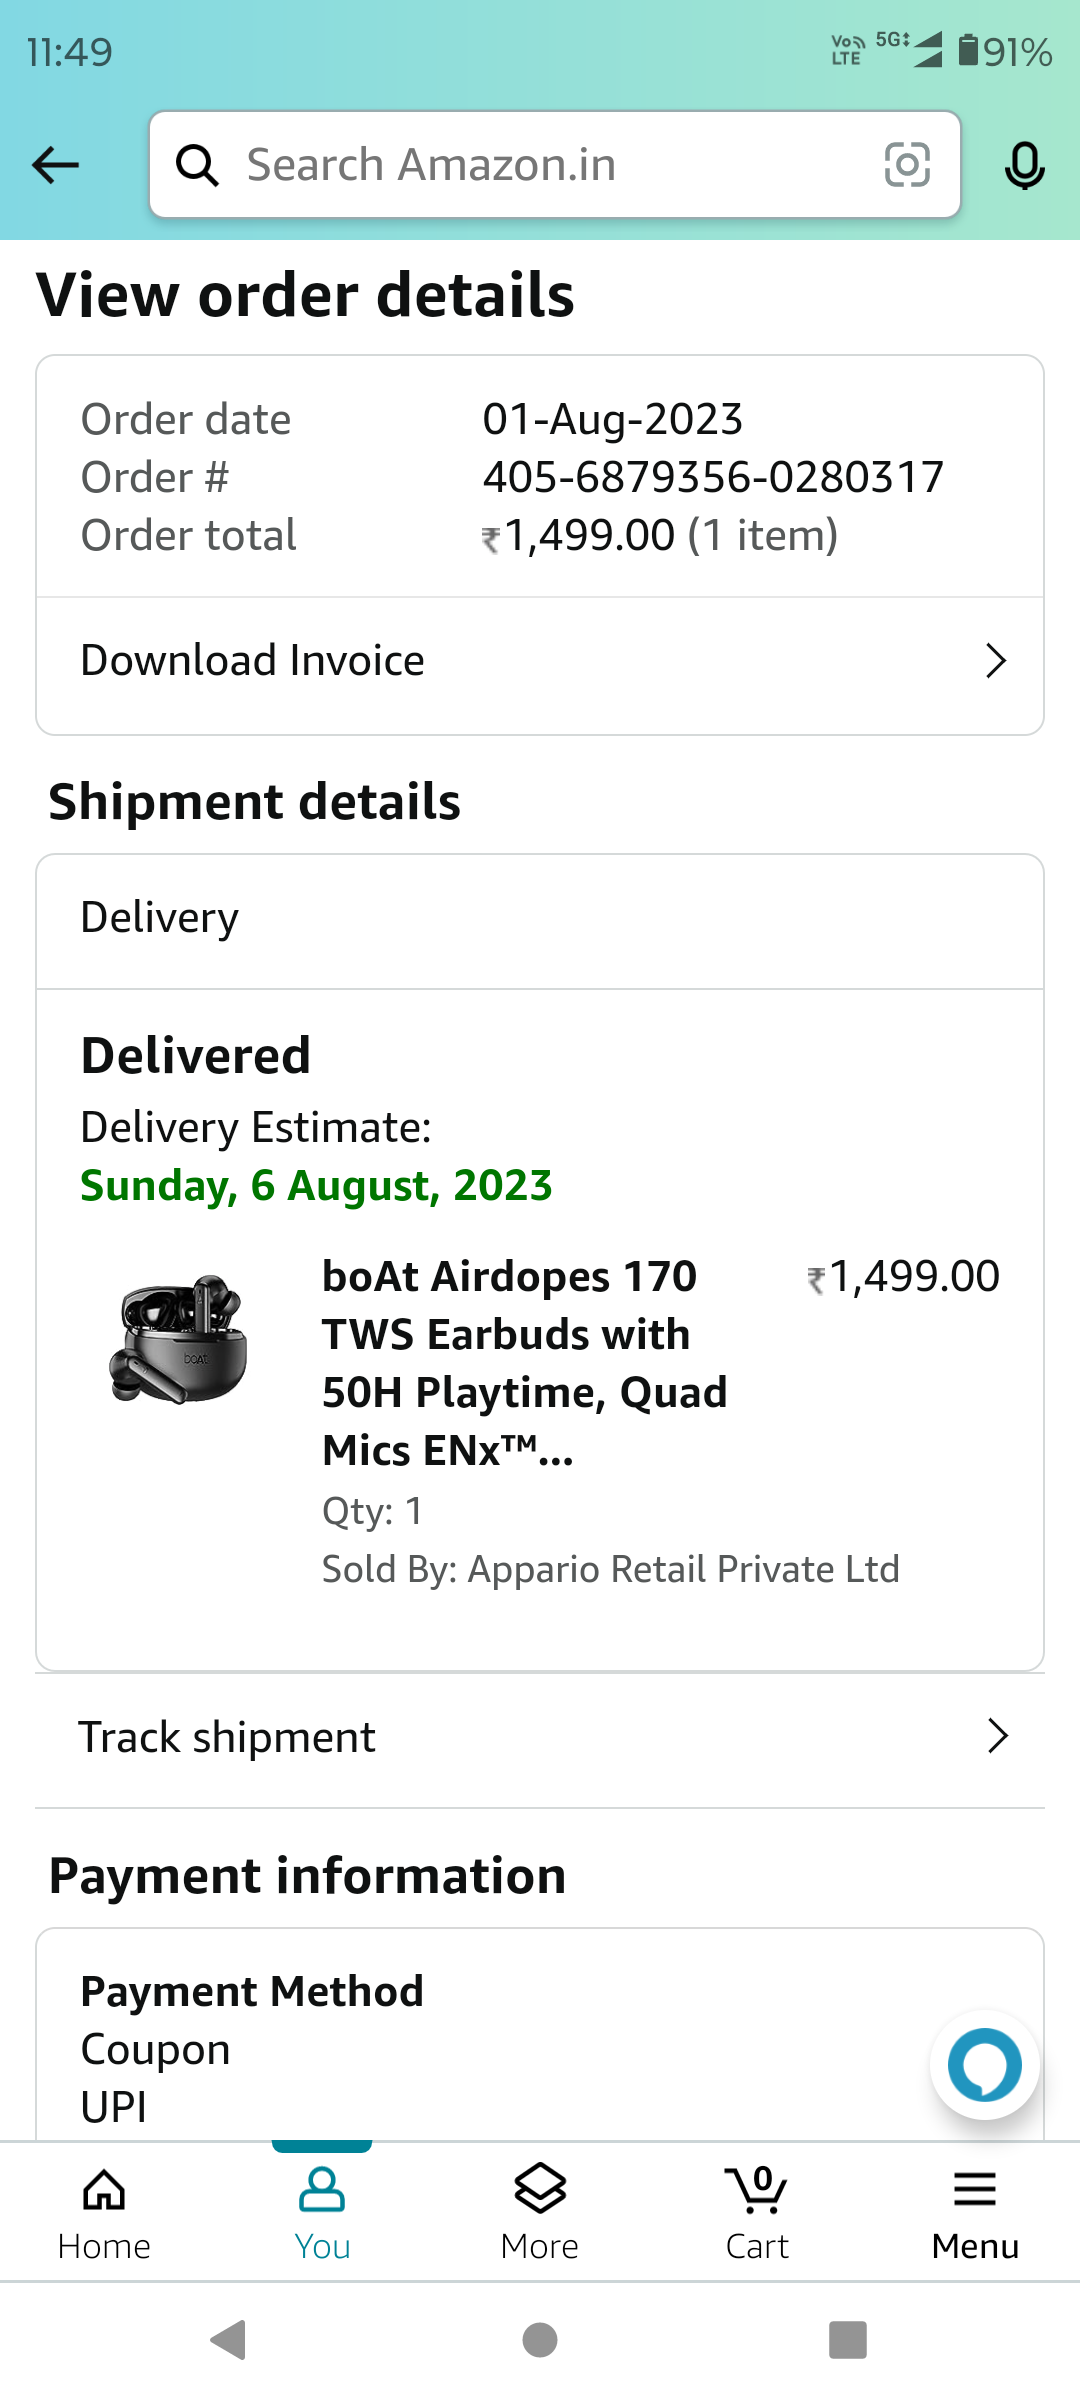 11:49
Vo LTE 5G 91%
Search Amazon.in
View order details
Order date 01-Aug-2023
Order # 405-6879356-0280317
Order total ₹1,499.00 (1 item)
Download Invoice
Shipment details
Delivery
Delivered
Delivery Estimate:
Sunday, 6 August, 2023
boAt Airdopes 170 ₹1,499.00
TWS Earbuds with
50H Playtime, Quad
Mics ENx™...
boAt
Qty: 1
Sold By: Appario Retail Private Ltd
Track shipment
Payment information
Payment Method
Coupon
UPI
0
Home You More Cart Menu